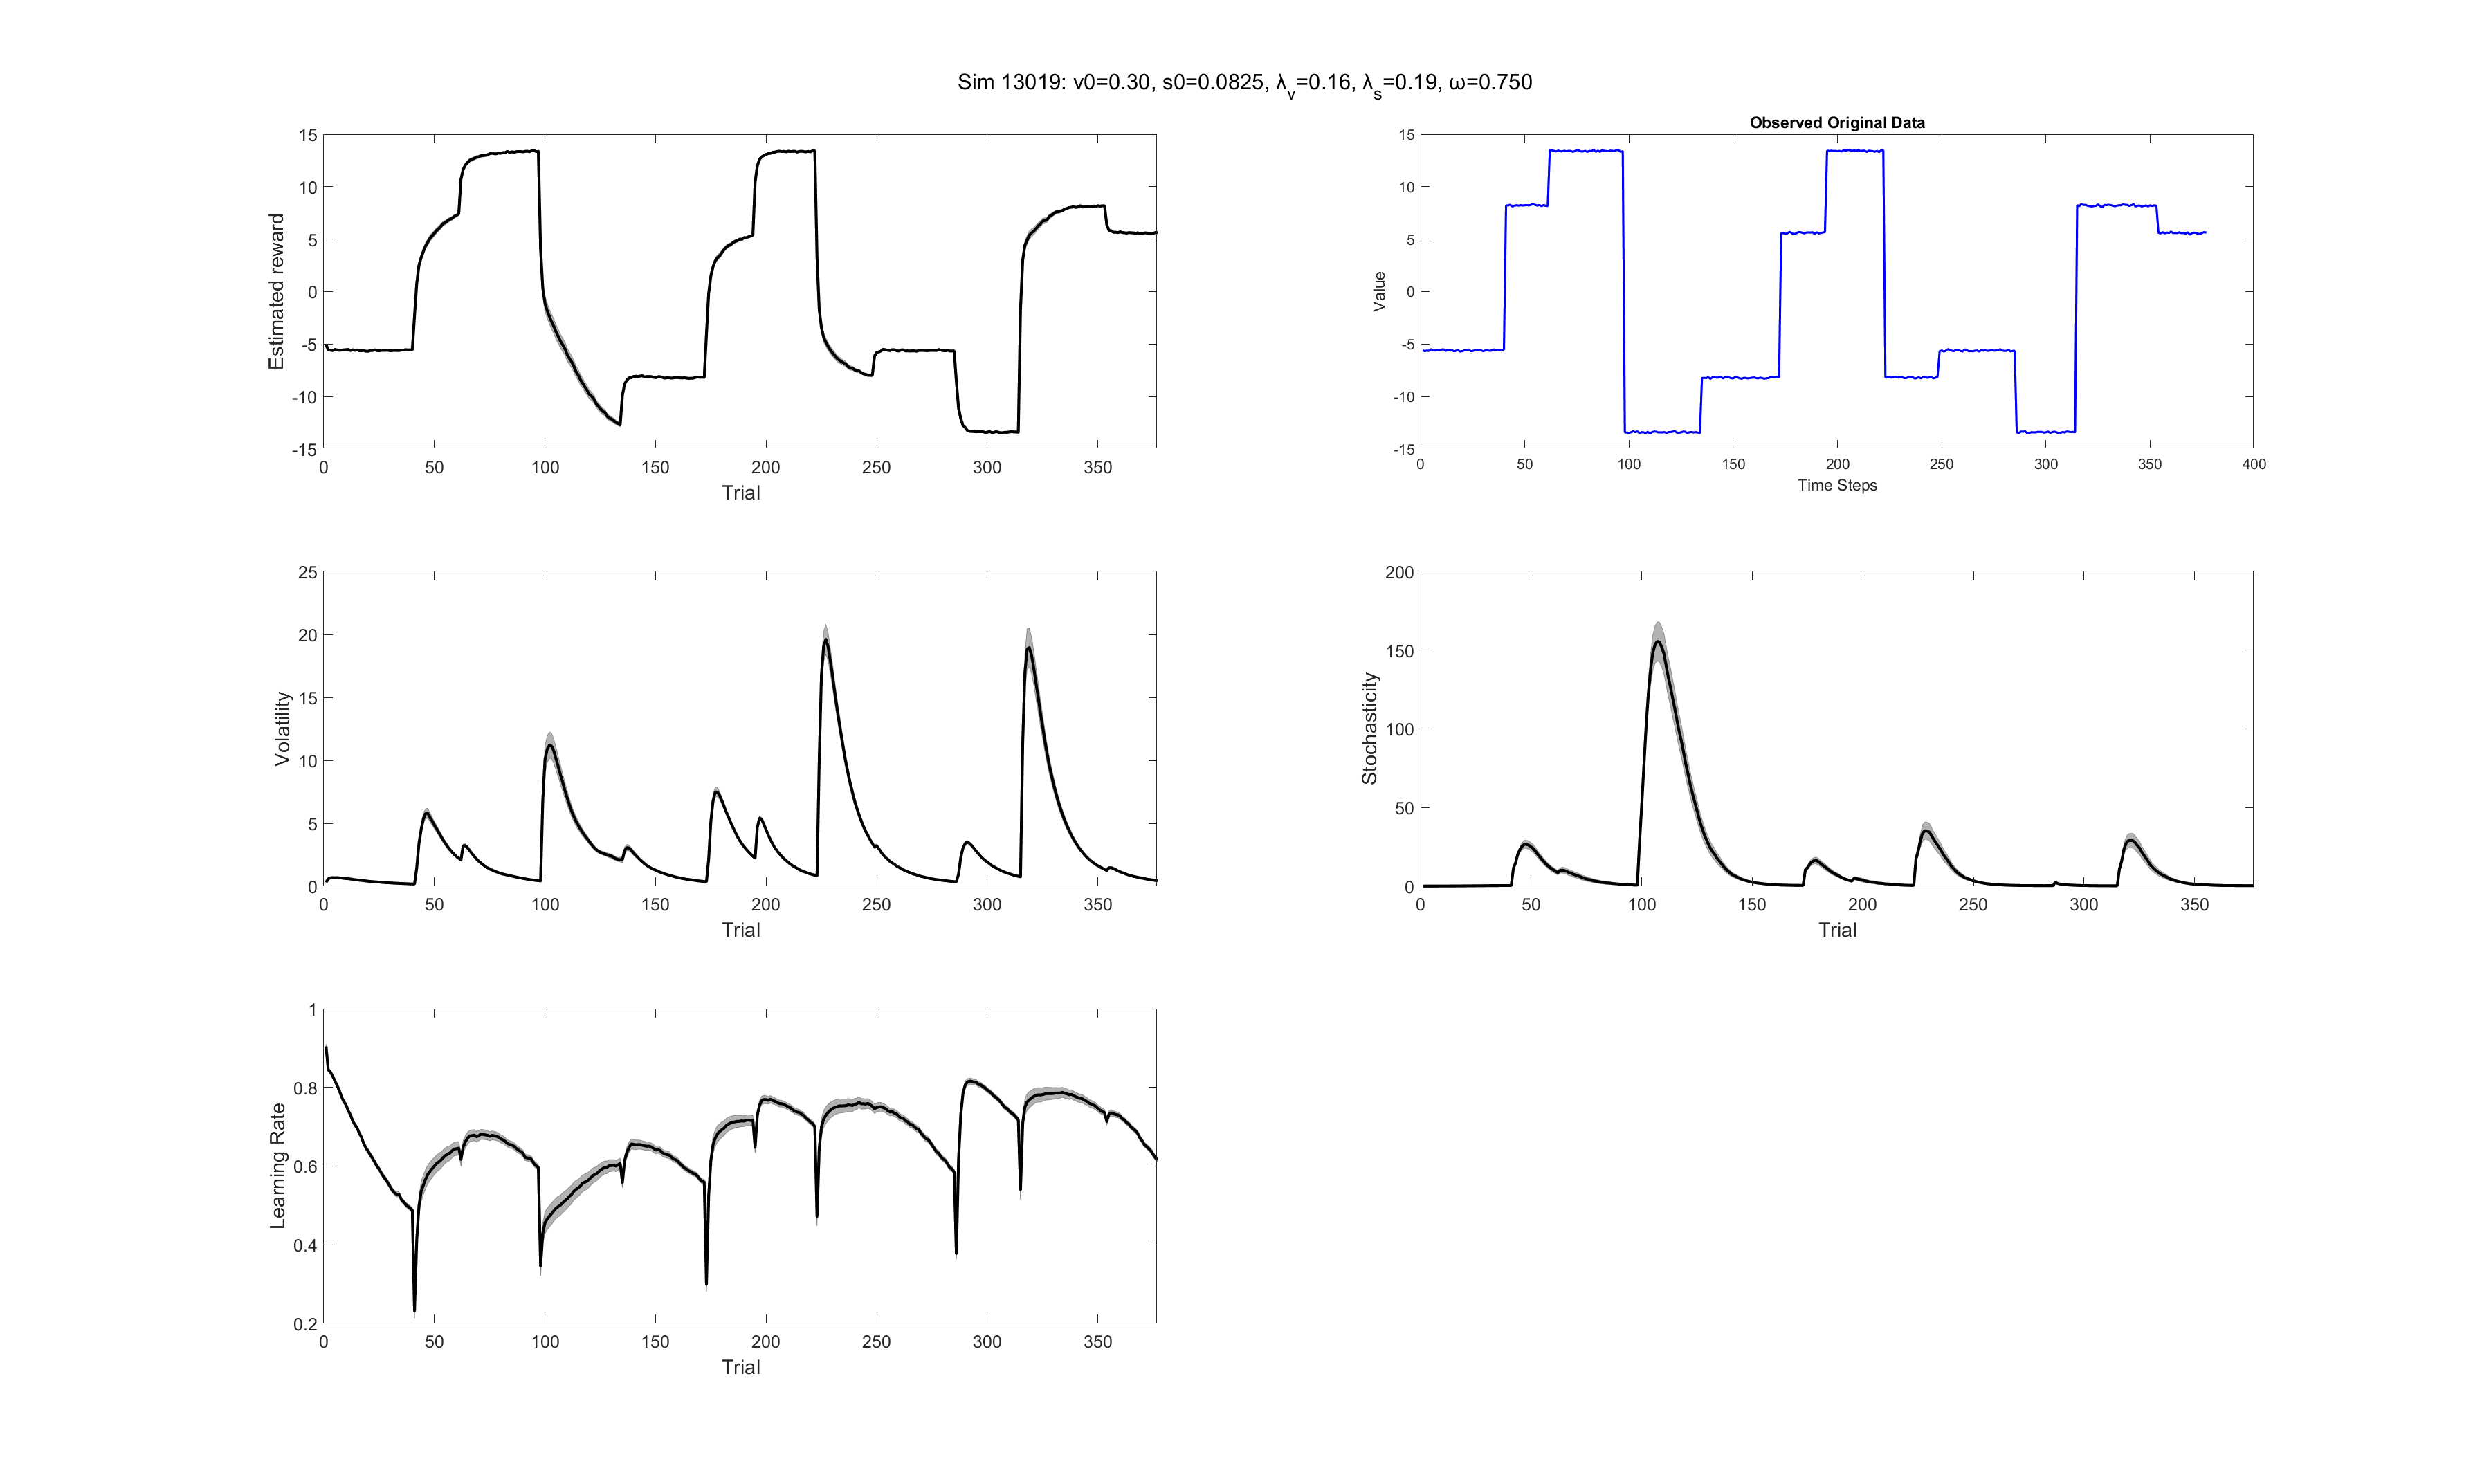 Sim 13019: v0=0.30, s0=0.0825, λv=0.16, λs=0.19, ω=0.750
15
10
5
0
-5
-10
-15
Estimated reward
0 50 100 150 200 250 300 350
Trial
Observed Original Data
15
10
5
0
-5
-10
-15
Value
0 50 100 150 200 250 300 350 400
Time Steps
25
20
15
10
5
0
Volatility
0 50 100 150 200 250 300 350
Trial
200
150
100
50
0
Stochasticity
0 50 100 150 200 250 300 350
Trial
1
0.8
0.6
0.4
0.2
Learning Rate
0 50 100 150 200 250 300 350
Trial